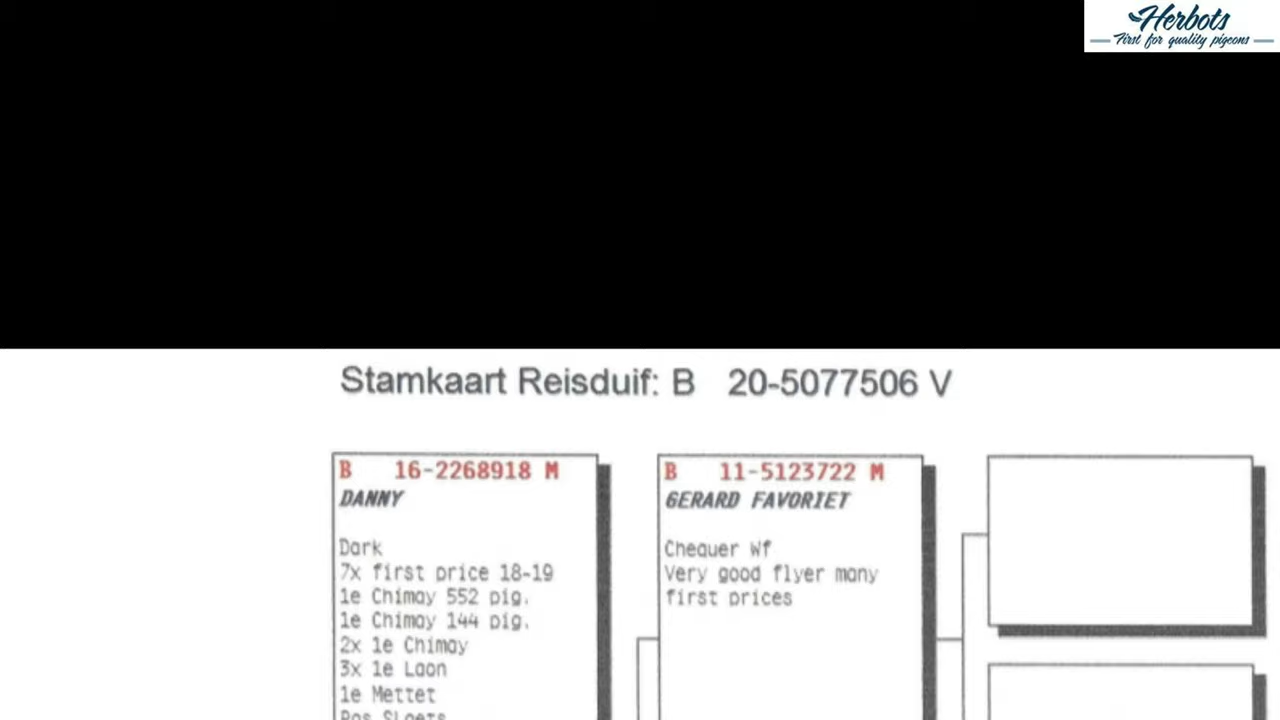 Herbots
First for quality pigeons
Stamkaart Reisduif: B 20-5077506 V
B 16-2268918 M
DANNY
Dark
7x first price 18-19
1e Chimay 552 pig.
1e Chimay 144 pig.
2x 1e Chimay
3x 1e Laon
1e Mettet
Ras SLoets
B 11-5123722 M
GERARD FAVORIET
Chequer Wf
Very good flyer many
first prices